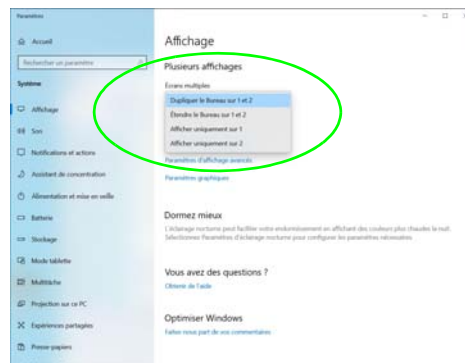 Paramètres
Accueil
Rechercher un paramètre
Système
Affichage
Son
Notifications et actions
Assistant de concentration
Alimentation et mise en veille
Batterie
Stockage
Mode tablette
Multitâche
Projection sur ce PC
Expériences partagées
Presse-papiers
Affichage
Plusieurs affichages
Écrans multiples
Dupliquer le Bureau sur 1 et 2
Étendre le Bureau sur 1 et 2
Afficher uniquement sur 1
Afficher uniquement sur 2
Paramètres d'affichage avancés
Paramètres graphiques
Dormez mieux
L'éclairage nocturne peut faciliter votre endormissement en affichant des couleurs plus chaudes la nuit.
Sélectionnez Paramètres d'éclairage nocturne pour configurer les paramètres nécessaires
Vous avez des questions ?
Obtenir de l'aide
Optimiser Windows
Faites-nous part de vos commentaires